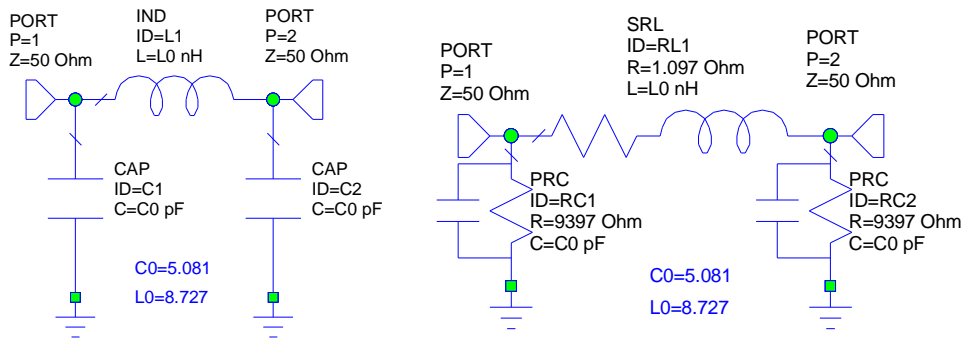 PORT
P=1
Z=50 Ohm
IND
ID=L1
L=L0 nH
PORT
P=2
Z=50 Ohm
CAP
ID=C1
C=C0 pF
CAP
ID=C2
C=C0 pF
C0=5.081
L0=8.727
PORT
P=1
Z=50 Ohm
SRL
ID=RL1
R=1.097 Ohm
L=L0 nH
PORT
P=2
Z=50 Ohm
PRC
ID=RC1
R=9397 Ohm
C=C0 pF
PRC
ID=RC2
R=9397 Ohm
C=C0 pF
C0=5.081
L0=8.727